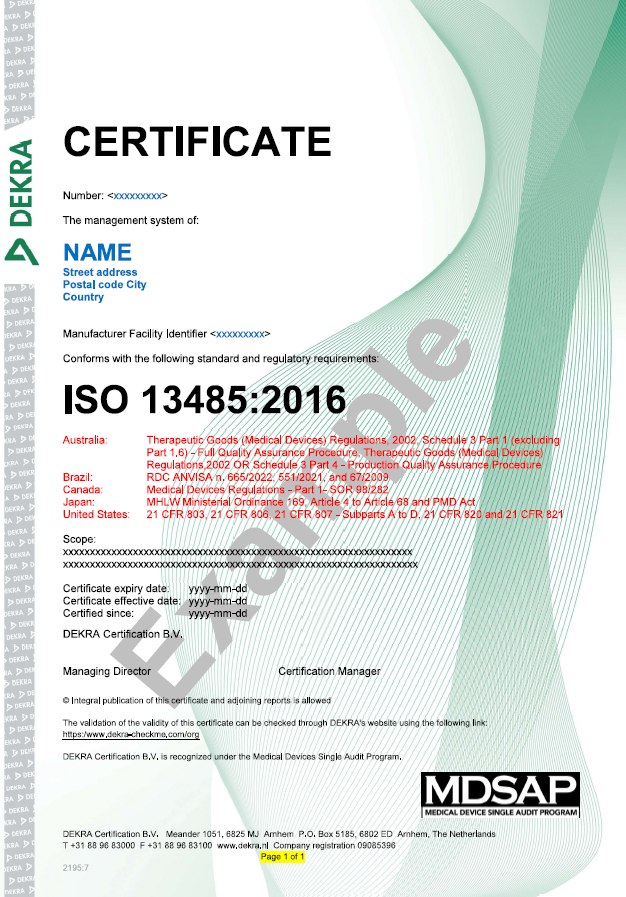 DEKRA
CERTIFICATE
Number: <xxxxxxxxx>
The management system of:
NAME
Street address
Postal code City
Country
Manufacturer Facility Identifier <xxxxxxxxx>
Conforms with the following standard and regulatory requirements:
ISO 13485:2016
Australia: Therapeutic Goods (Medical Devices) Regulations, 2002, Schedule 3 Part 1 (excluding
Part 1,6) – Full Quality Assurance Procedure, Therapeutic Goods (Medical Devices)
Regulations,2002 OR Schedule 3 Part 4 – Production Quality Assurance Procedure
Brazil: RDC ANVISA n. 665/2022, 551/2021, and 67/2009
Canada: Medical Devices Regulations – Part 1- SOR 98/282
Japan: MHLW Ministerial Ordinance 169, Article 4 to Article 68 and PMD Act
United States: 21 CFR 803, 21 CFR 806, 21 CFR 807 – Subparts A to D, 21 CFR 820 and 21 CFR 821
Example
Scope:
xxxxxxxxxxxxxxxxxxxxxxxxxxxxxxxxxxxxxxxxxxxxxxxxxxxxxxxxxxxxxxxxxx
xxxxxxxxxxxxxxxxxxxxxxxxxxxxxxxxxxxxxxxxxxxxxxxxxxxxxxxxxxxxxxxxxxx
Certificate expiry date: yyyy-mm-dd
Certificate effective date: yyyy-mm-dd
Certified since: yyyy-mm-dd
DEKRA Certification B.V.
Managing Director Certification Manager
© Integral publication of this certificate and adjoining reports is allowed
The validation of the validity of this certificate can be checked through DEKRA's website using the following link:
https:/www.dekra-checkme.com/org
DEKRA Certification B.V. is recognized under the Medical Devices Single Audit Program.
MDSAP
MEDICAL DEVICE SINGLE AUDIT PROGRAM
DEKRA Certification B.V. Meander 1051, 6825 MJ Arnhem P.O. Box 5185, 6802 ED Arnhem, The Netherlands
T +31 88 96 83000 F +31 88 96 83100 www.dekra.nl Company registration 09085396
Page 1 of 1
2195:7